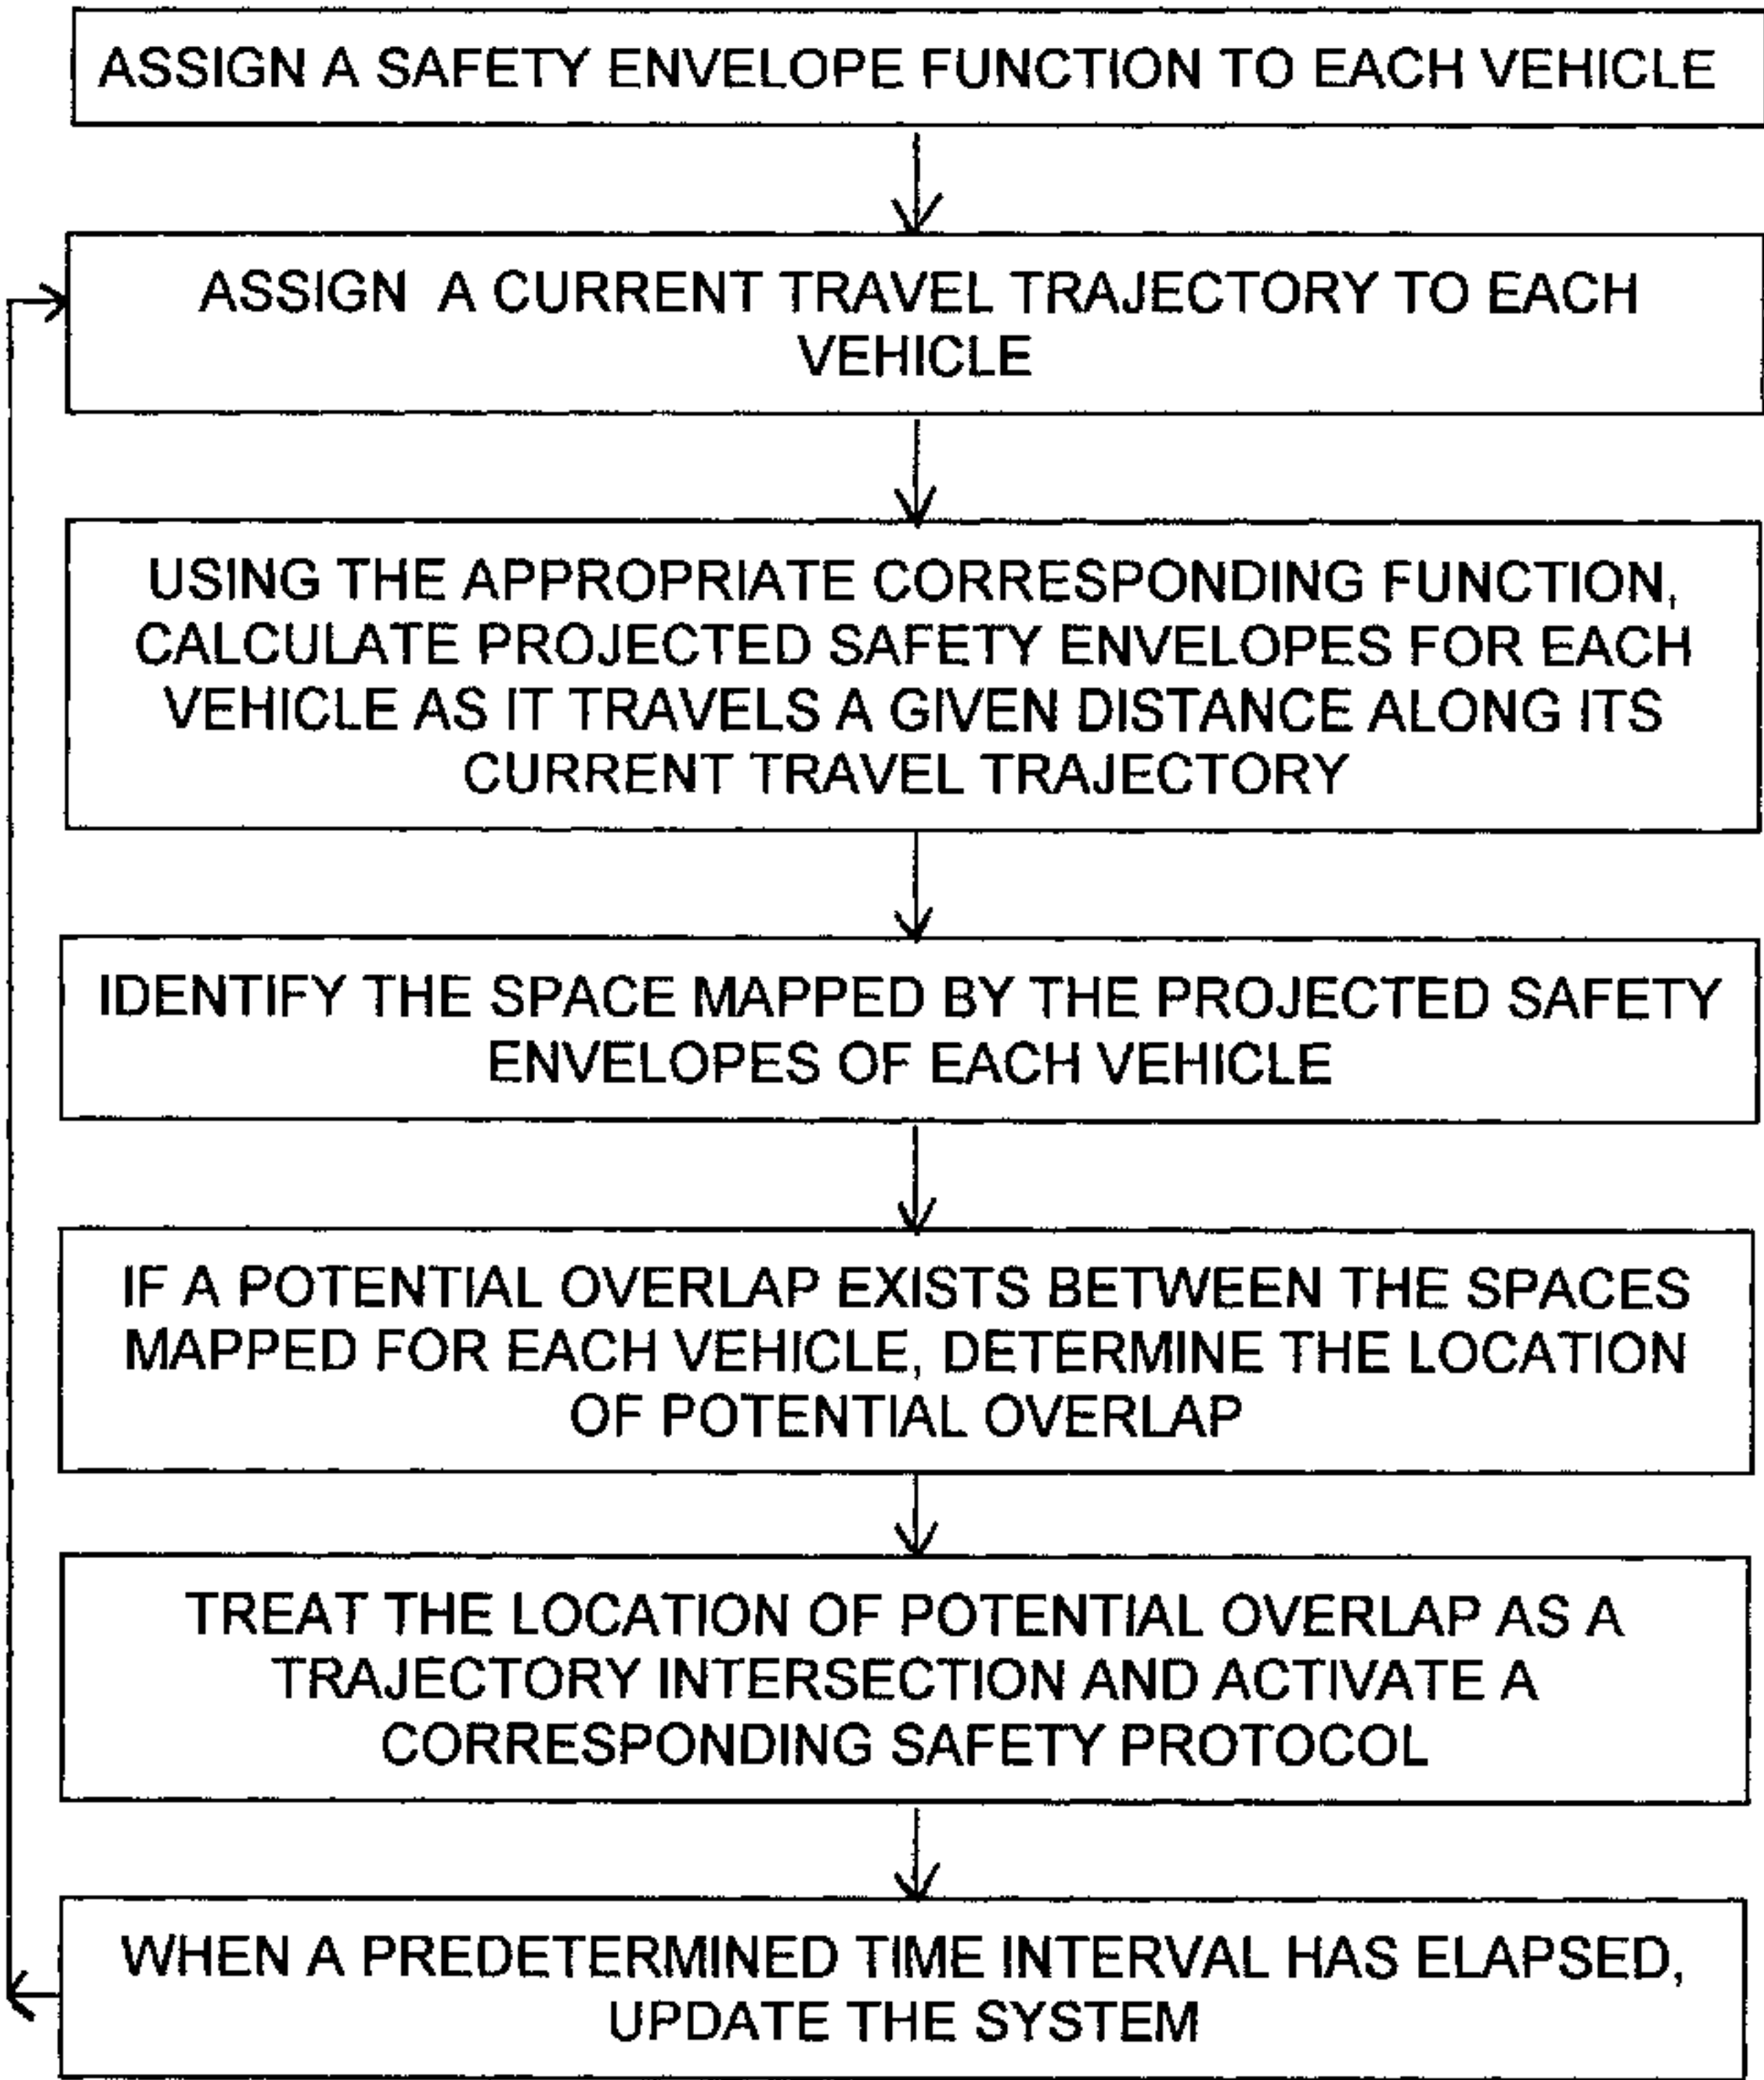 ASSIGN A SAFETY ENVELOPE FUNCTION TO EACH VEHICLE
ASSIGN A CURRENT TRAVEL TRAJECTORY TO EACH
VEHICLE
USING THE APPROPRIATE CORRESPONDING FUNCTION,
CALCULATE PROJECTED SAFETY ENVELOPES FOR EACH
VEHICLE AS IT TRAVELS A GIVEN DISTANCE ALONG ITS
CURRENT TRAVEL TRAJECTORY
IDENTIFY THE SPACE MAPPED BY THE PROJECTED SAFETY
ENVELOPES OF EACH VEHICLE
IF A POTENTIAL OVERLAP EXISTS BETWEEN THE SPACES
MAPPED FOR EACH VEHICLE, DETERMINE THE LOCATION
OF POTENTIAL OVERLAP
TREAT THE LOCATION OF POTENTIAL OVERLAP AS A
TRAJECTORY INTERSECTION AND ACTIVATE A
CORRESPONDING SAFETY PROTOCOL
WHEN A PREDETERMINED TIME INTERVAL HAS ELAPSED,
UPDATE THE SYSTEM